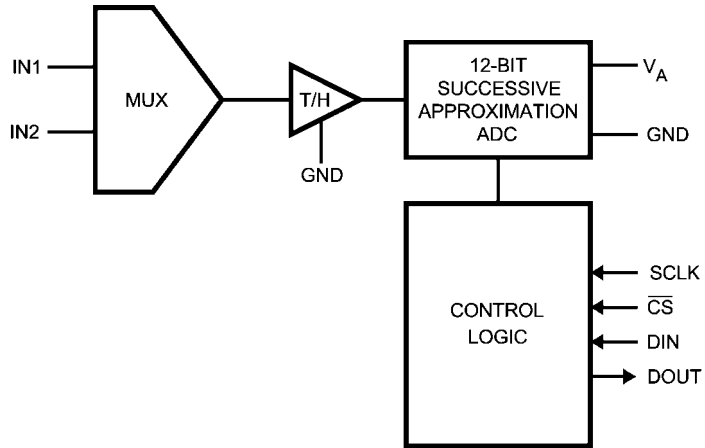 IN1
IN2
MUX
T/H
GND
12-BIT
SUCCESSIVE
APPROXIMATION
ADC
VA
GND
CONTROL
LOGIC
SCLK
CS
DIN
DOUT